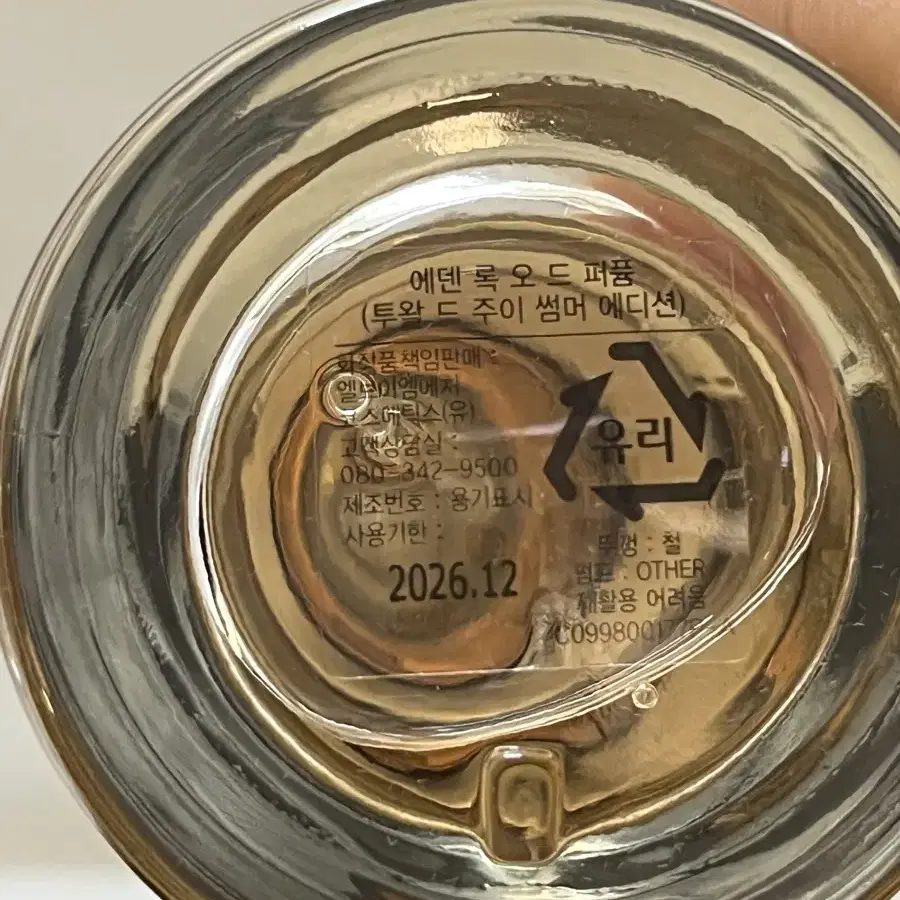 에덴 록 오 드 퍼퓸
(투왈 드 주이 썸머 에디션)
화장품책임판매 :
엘브이엠에치
코스메틱스(유)
고객상담실 :
080-342-9500
제조번호 : 용기표시
사용기한 :
2026.12
유리
뚜껑 : 철
펌프 : OTHER
재활용 어려움